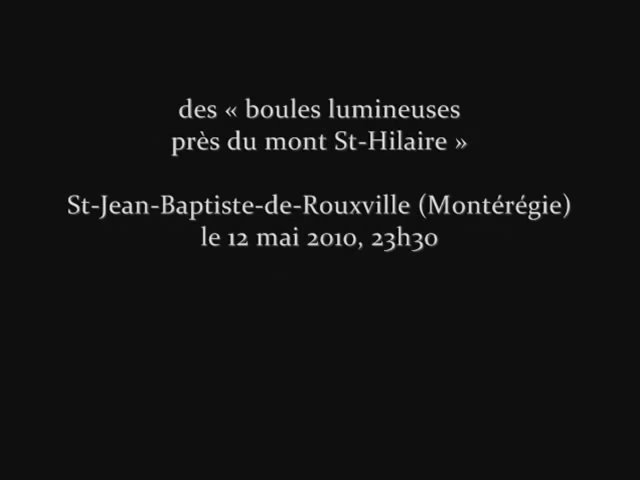 des « boules lumineuses
près du mont St-Hilaire »
St-Jean-Baptiste-de-Rouxville (Montérégie)
le 12 mai 2010, 23h30